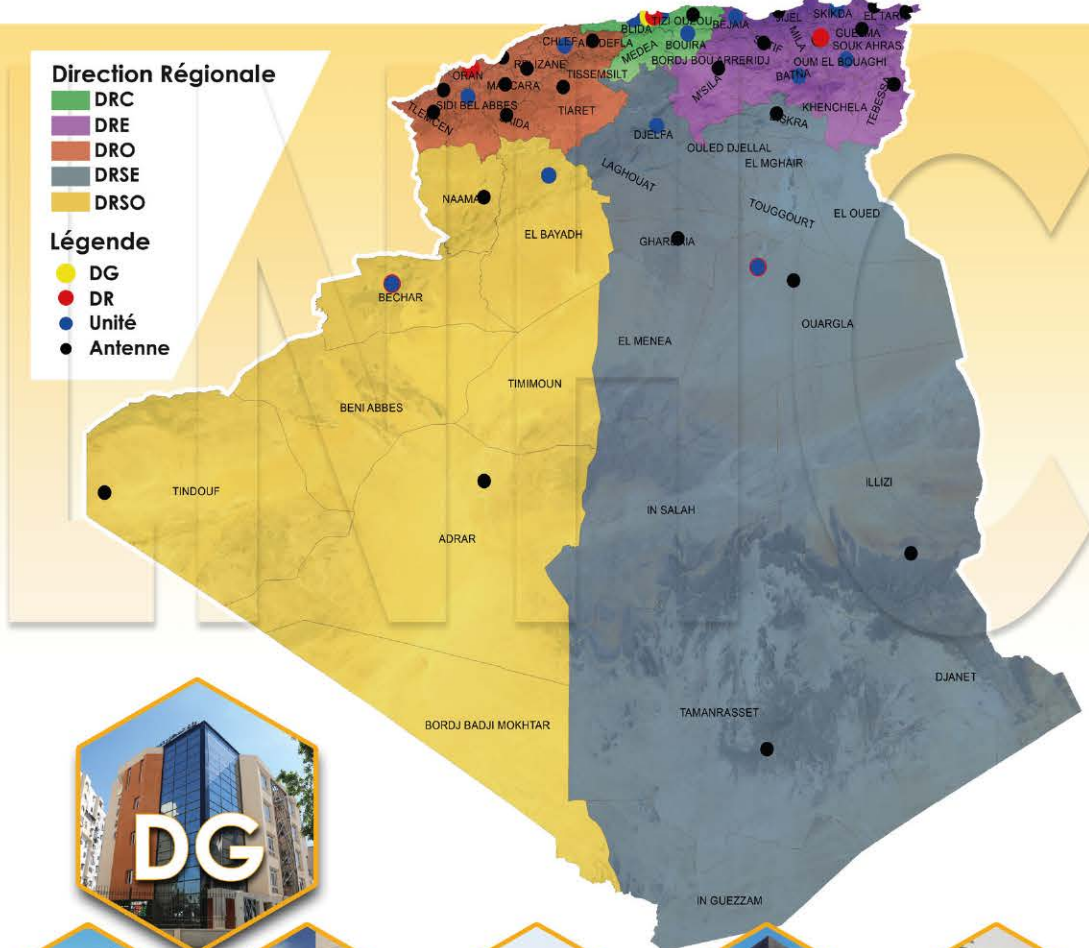 Direction Régionale
DRC
DRE
DRO
DRSE
DRSO
Légende
DG
DR
Unité
Antenne
TIZI OUZOU
BEJAIA
JIJEL
SKIKDA
EL TARF
BLIDA
CHLEF
AIN DEFLA
MEDEA
BOUIRA
SETIF
MILA
GUELMA
SOUK AHRAS
BORDJ BOU ARRERIDJ
OUM EL BOUAGHI
ORAN
RELIZANE
TISSEMSILT
BATNA
MASCARA
M'SILA
KHENCHELA
TEBESSA
SIDI BEL ABBES
TIARET
TLEMCEN
SAIDA
BISKRA
DJELFA
OULED DJELLAL
EL MGHAIR
LAGHOUAT
NAAMA
TOUGGOURT
EL OUED
EL BAYADH
GHARDAIA
BECHAR
OUARGLA
EL MENEA
TIMIMOUN
BENI ABBES
ILLIZI
TINDOUF
IN SALAH
ADRAR
DJANET
TAMANRASSET
BORDJ BADJI MOKHTAR
DG
IN GUEZZAM